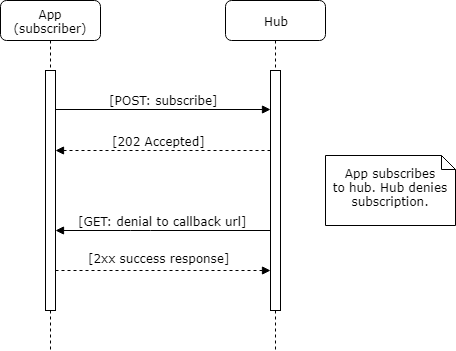 App
(subscriber)
Hub
[POST: subscribe]
[202 Accepted]
App subscribes
to hub. Hub denies
subscription.
[GET: denial to callback url]
[2xx success response]